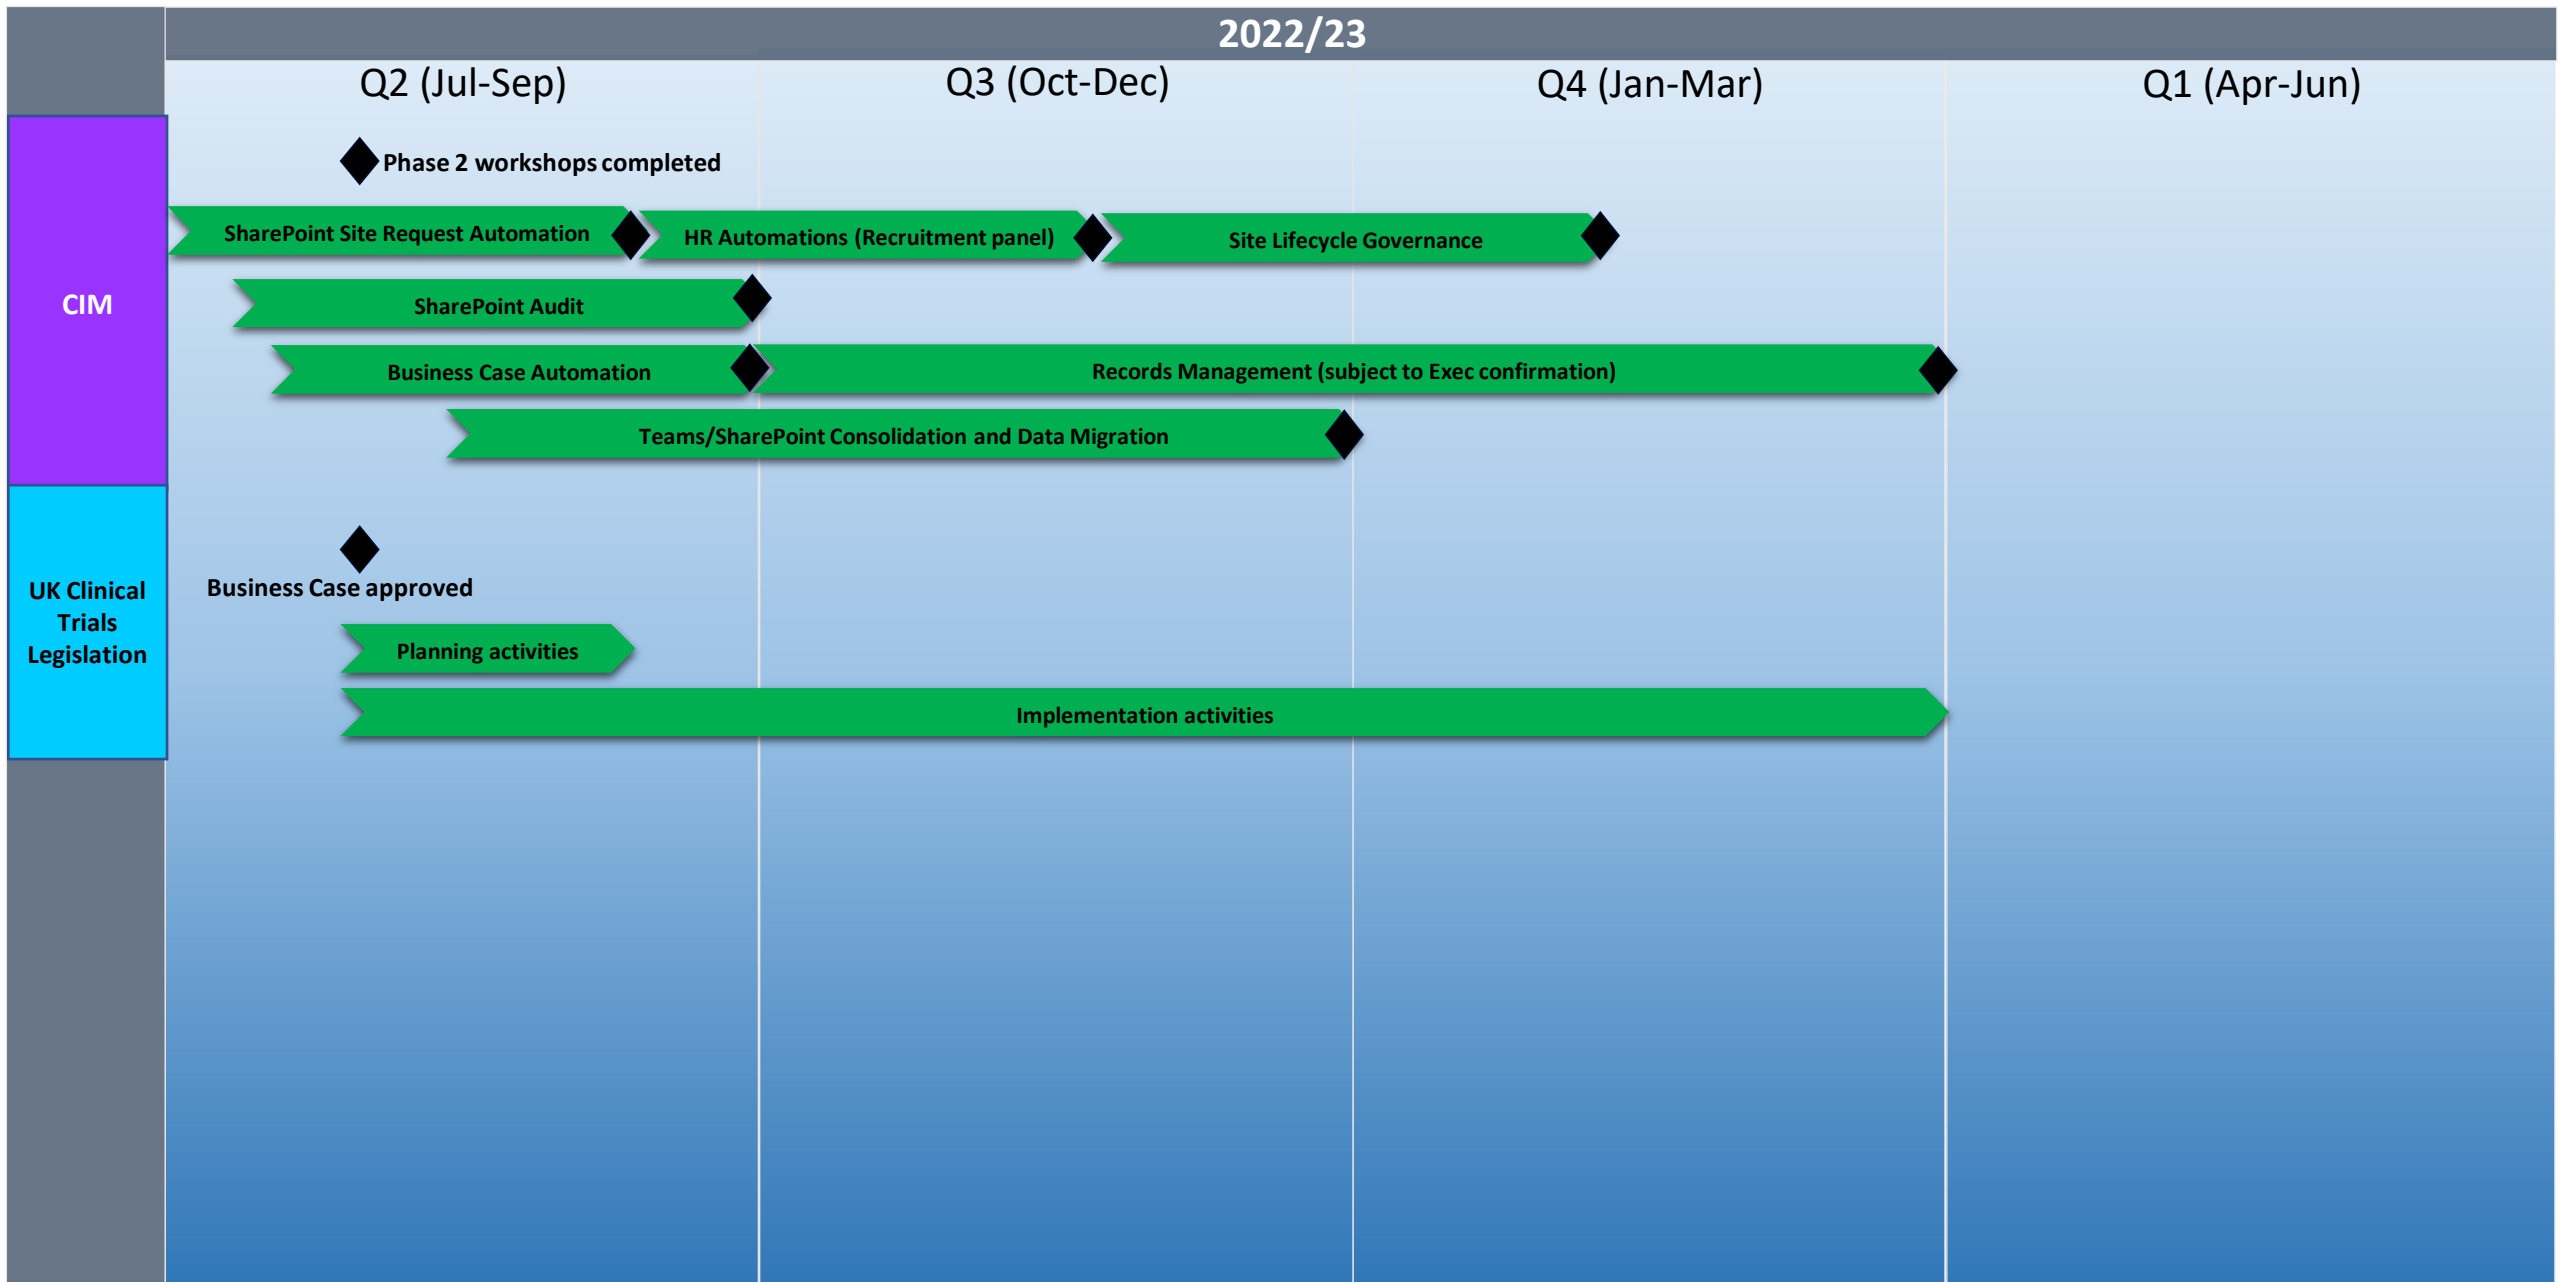 2022/23
Q2 (Jul-Sep)
Q3 (Oct-Dec)
Q4 (Jan-Mar)
Q1 (Apr-Jun)
CIM
Phase 2 workshops completed
SharePoint Site Request Automation
HR Automations (Recruitment panel)
Site Lifecycle Governance
SharePoint Audit
Business Case Automation
Records Management (subject to Exec confirmation)
Teams/SharePoint Consolidation and Data Migration
UK Clinical
Trials
Legislation
Business Case approved
Planning activities
Implementation activities